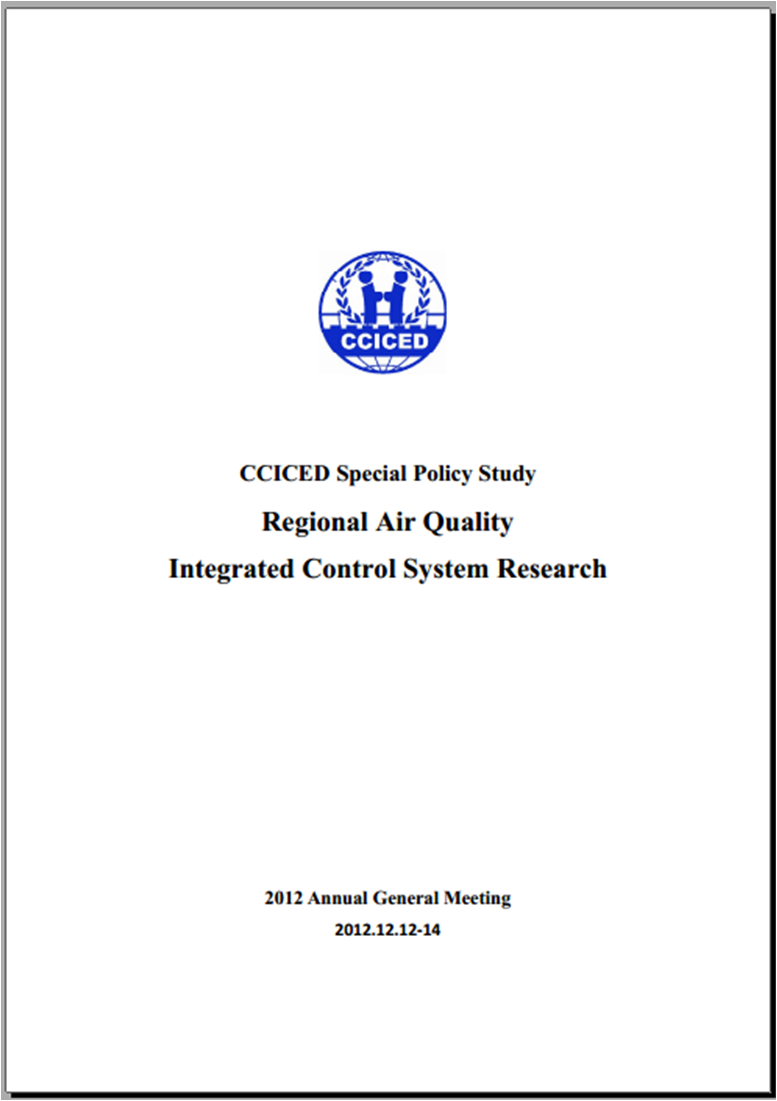 CCICED
CCICED Special Policy Study
Regional Air Quality
Integrated Control System Research
2012 Annual General Meeting
2012.12.12-14